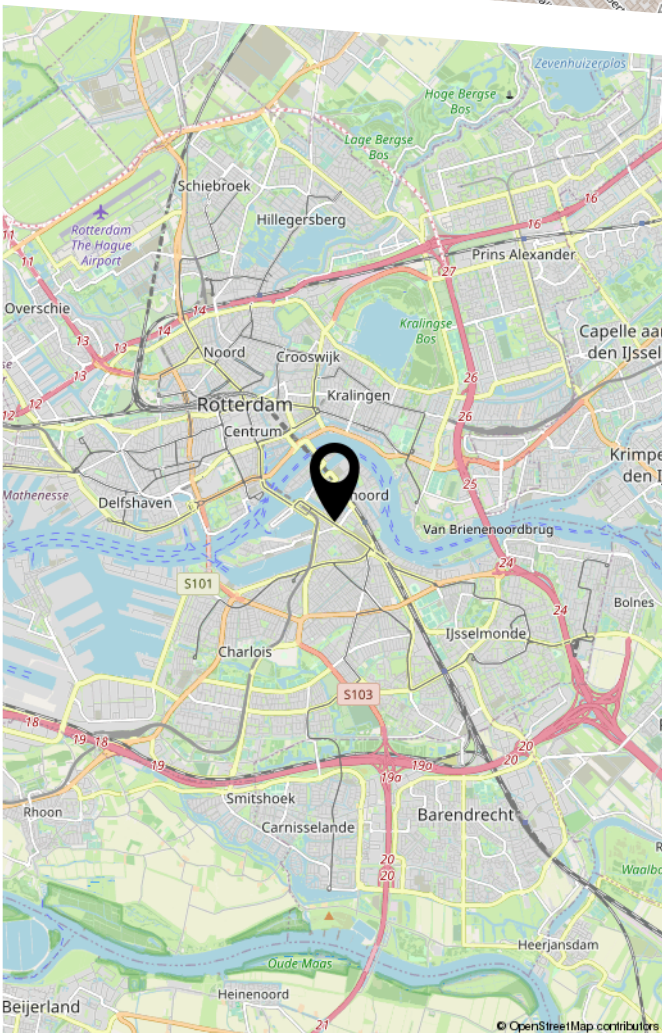 Zevenhuizerplas
Hoge Bergse
Bos
Lage Bergse
Bos
Schiebroek
16
Hillegersberg
16
11
Rotterdam
The Hague
Airport
11
Prins Alexander
27
Overschie
14
14
Kralingse
Bos
13
13
Capelle aan
den IJssel
Noord
Crooswijk
13
26
Kralingen
12
12
Rotterdam
26
Centrum
25
Mathenesse
Delfshaven
noord
Van Brienenoordbrug
24
S101
24
Bolnes
IJsselmonde
Charlois
S103
18
19
18
20
20
19
19a
19a
Smitshoek
Rhoon
Barendrecht
Carnisselande
20
20
Heerjansdam
Oude Maas
Heinenoord
Beijerland
21
© OpenStreetMap contributors